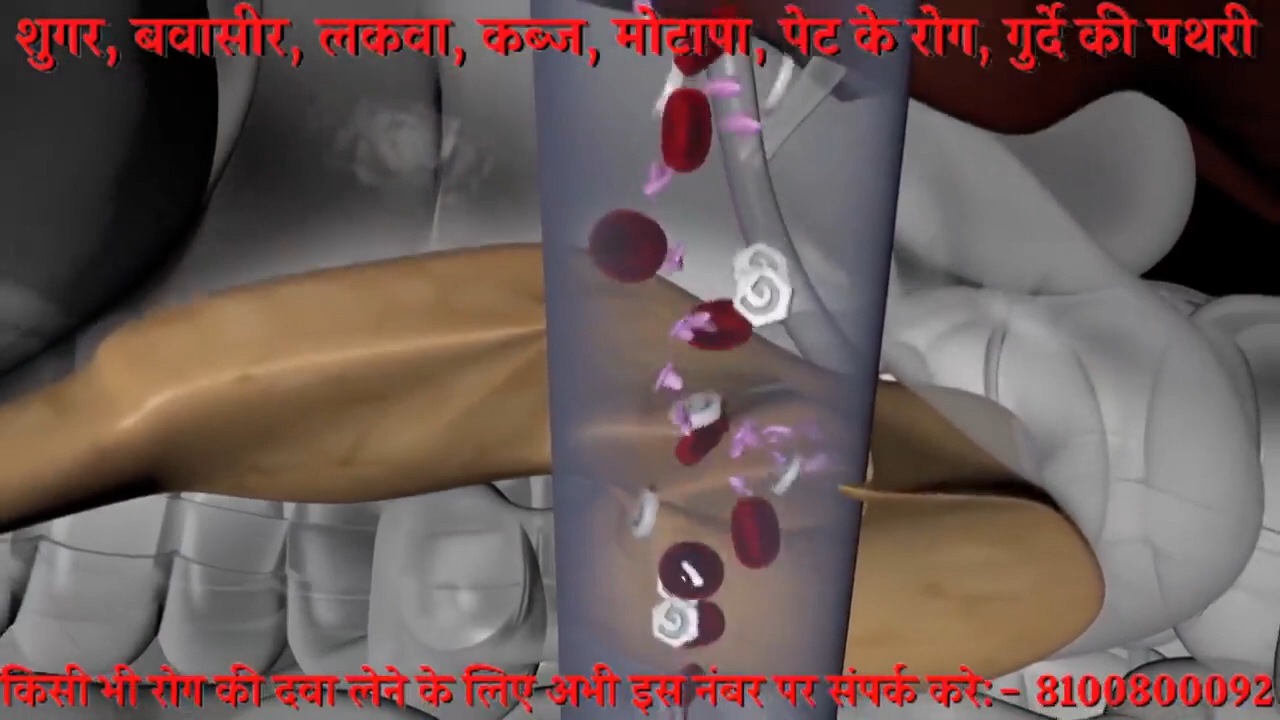 शुगर, बवासीर, लकवा, कब्ज, मोटापा, पेट के रोग, गुर्दे की पथरी
किसी भी रोग की दवा लेने के लिए अभी इस नंबर पर संपर्क करे:- 8100800092